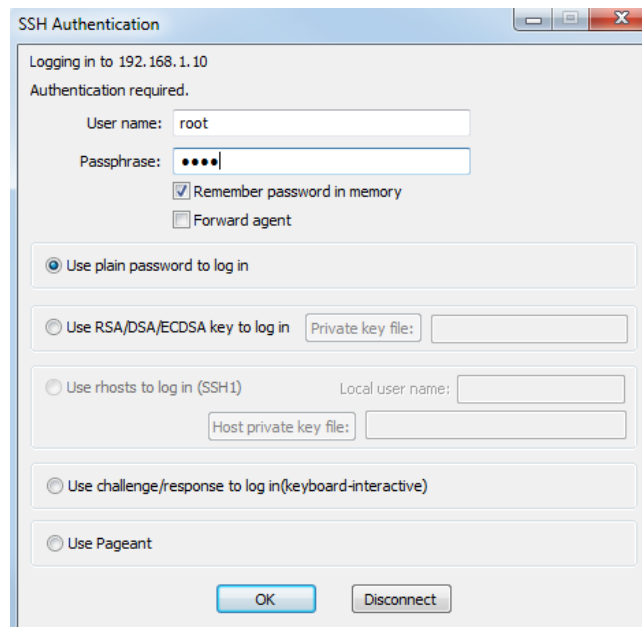 SSH Authentication
Logging in to 192.168.1.10
Authentication required.
User name: root
Passphrase: ●●●●
Remember password in memory
Forward agent
Use plain password to log in
Use RSA/DSA/ECDSA key to log in Private key file:
Use rhosts to log in (SSH1) Local user name:
Host private key file:
Use challenge/response to log in(keyboard-interactive)
Use Pageant
OK Disconnect